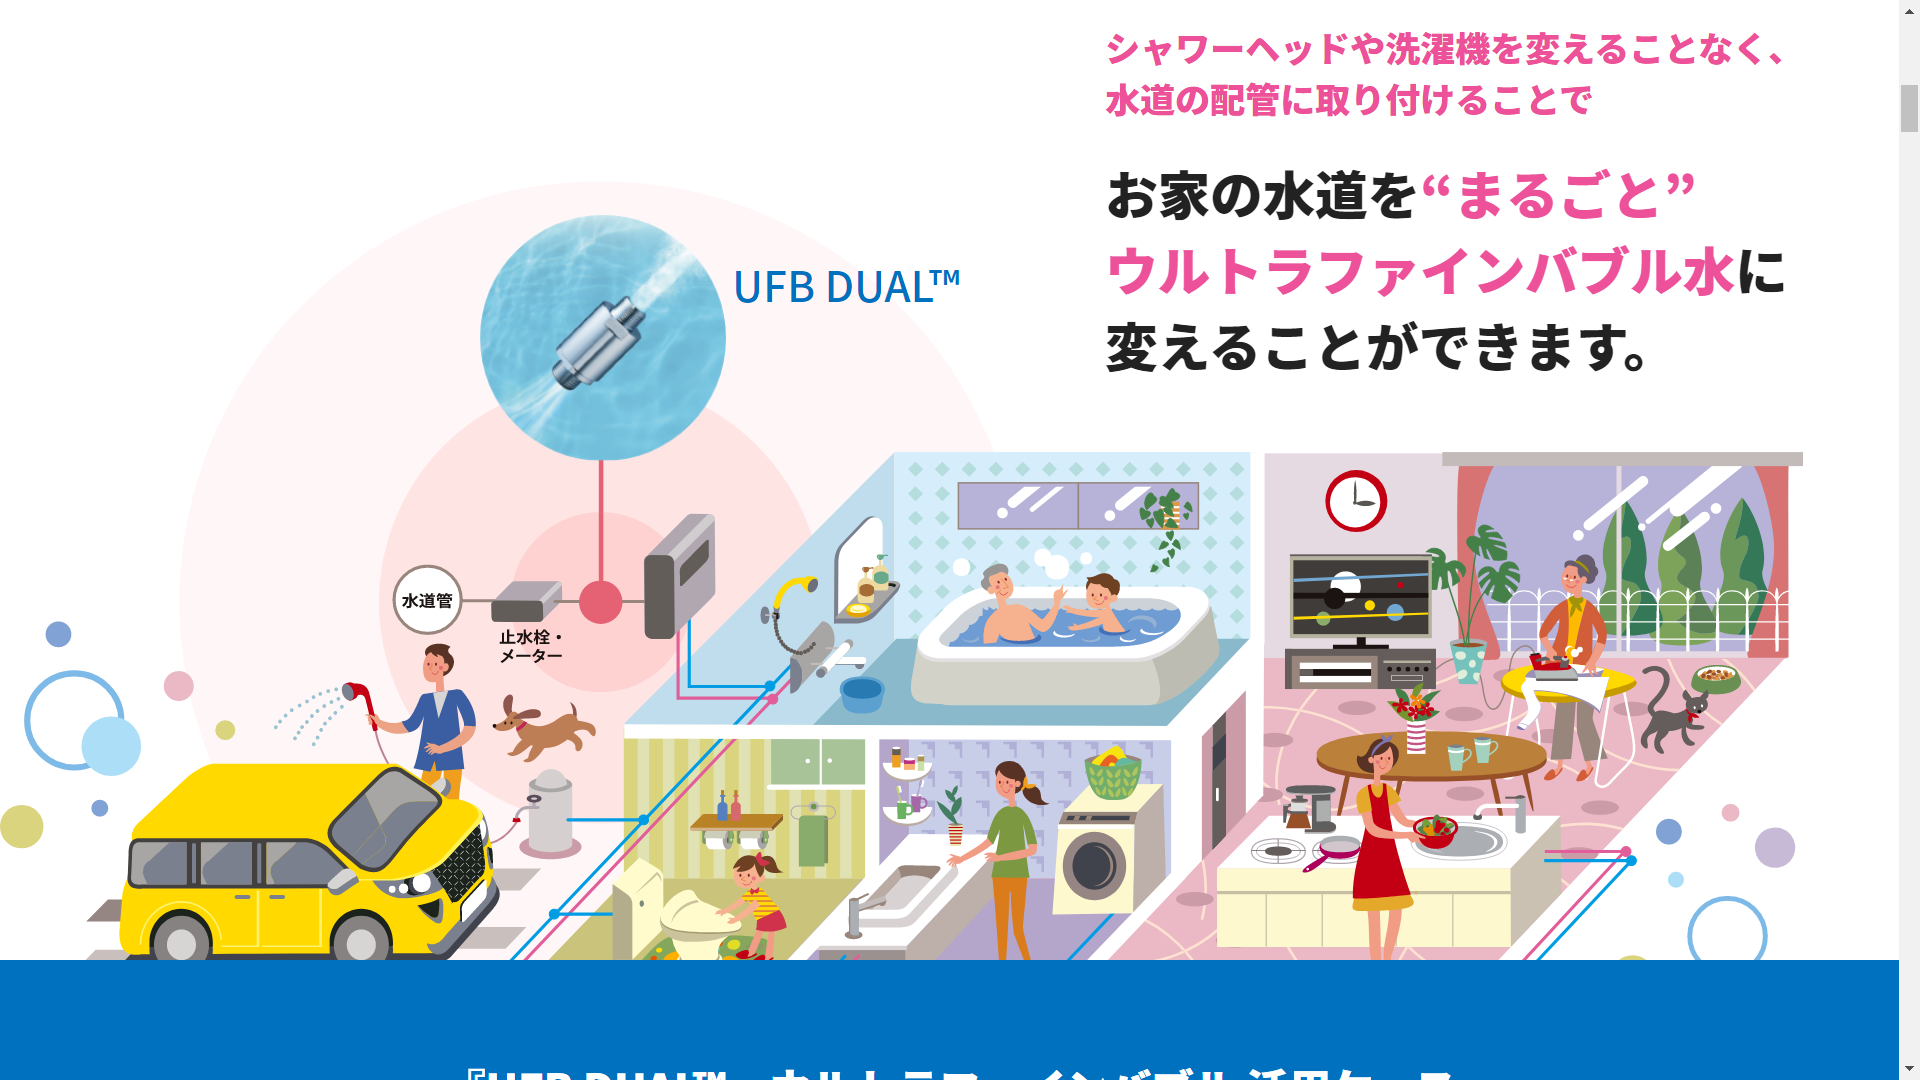 シャワーヘッドや洗濯機を変えることなく、
水道の配管に取り付けることで
お家の水道を“まるごと”
ウルトラファインバブル水に
変えることができます。
UFB DUAL™
水道管
止水栓・
メーター